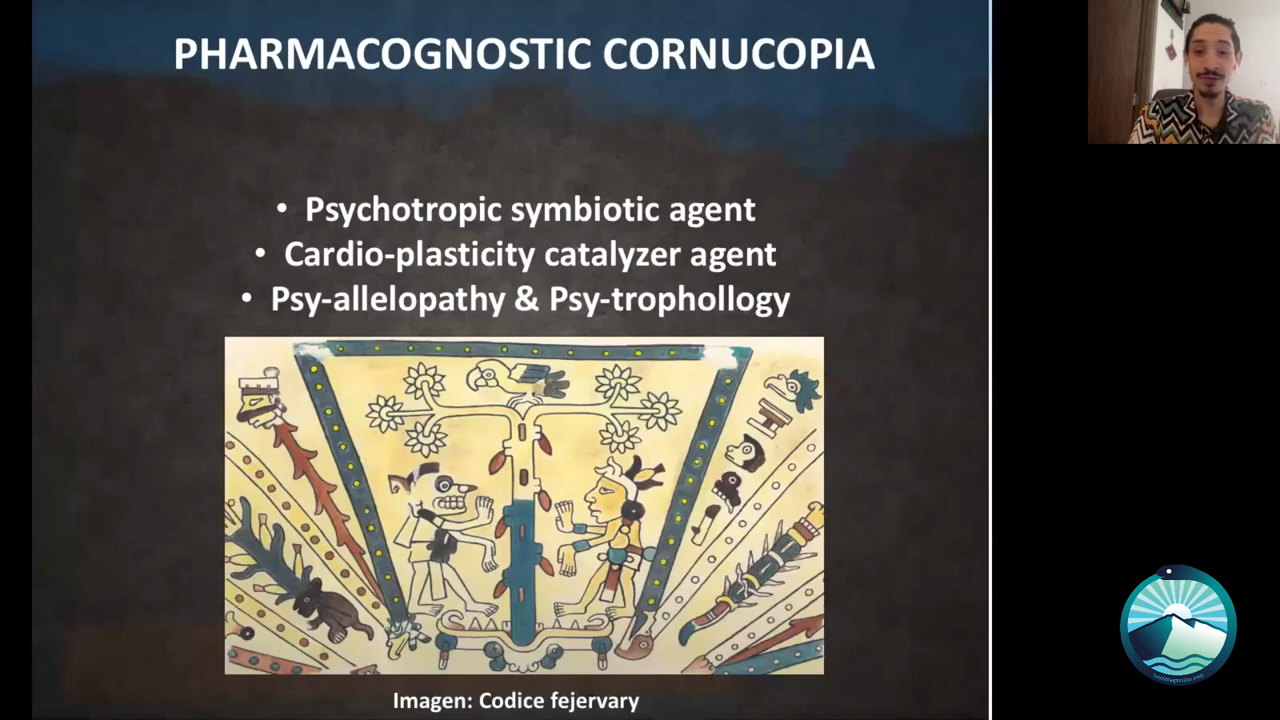 PHARMACOGNOSTIC CORNUCOPIA
• Psychotropic symbiotic agent
• Cardio-plasticity catalyzer agent
• Psy-allelopathy & Psy-trophollogy
Imagen: Codice fejervary